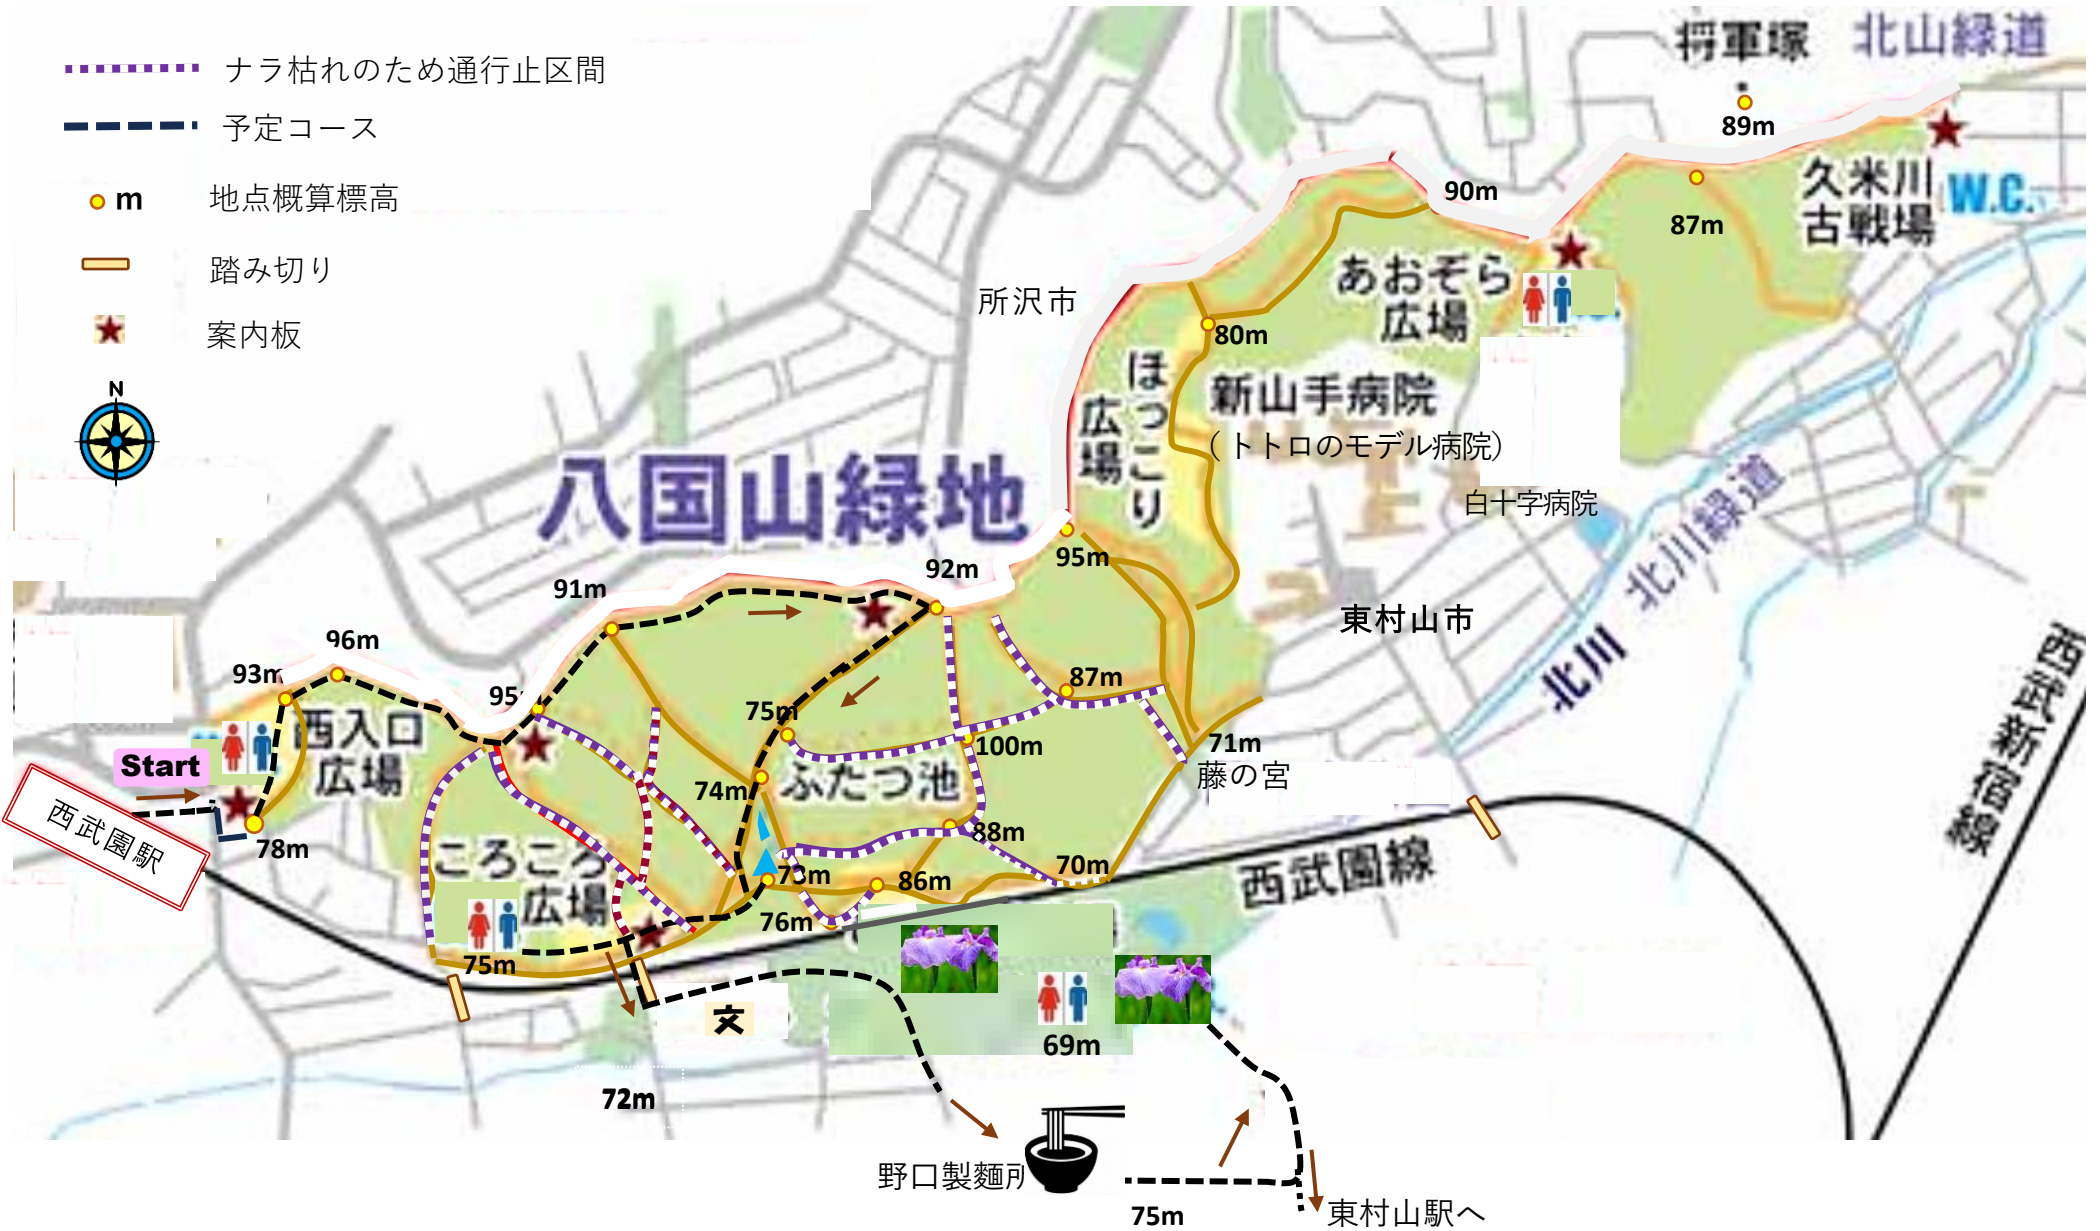 ナラ枯れのため通行止区間
予定コース
m 地点概算標高
踏み切り
案内板
N
将軍塚
北山緑道
89m
久米川
古戦場
W.C.
87m
90m
あおぞら
広場
所沢市
80m
ほっこり
広場
新山手病院
（トトロのモデル病院）
白十字病院
北川緑道
八国山緑地
95m
92m
91m
96m
93m
95
東村山市
北川
西武新宿線
87m
75m
100m
71m
藤の宮
西入口
広場
Start
西武園駅
78m
74m
ふたつ池
88m
70m
73m
86m
76m
ころころ
広場
75m
西武園線
文
69m
72m
野口製麵所
75m
東村山駅へ